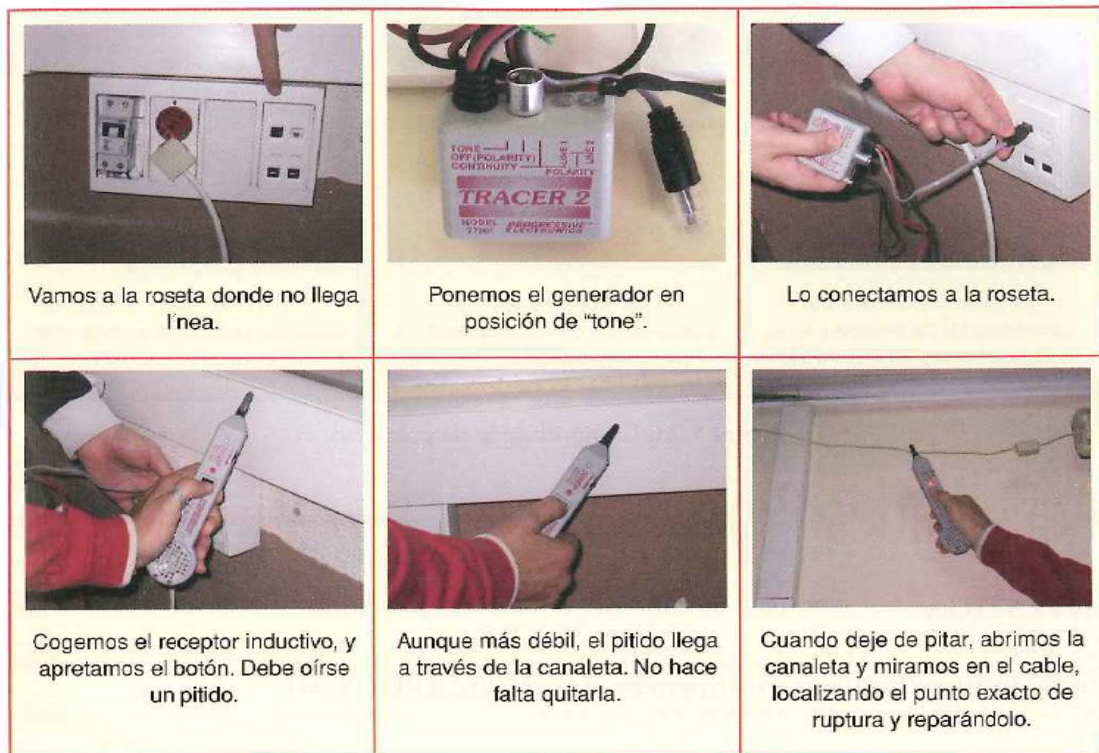 Vamos a la roseta donde no llega
l´nea.
TONE
OFF (POLARITY)
CONTINUITY
LINE 1
LINE 2
POLARITY
TRACER 2
MODEL
PROGRESSIVE
ELECTRONICS
Ponemos el generador en
posición de “tone”.
Lo conectamos a la roseta.
Cogemos el receptor inductivo, y
apretamos el botón. Debe oírse
un pitido.
Aunque más débil, el pitido llega
a través de la canaleta. No hace
falta quitarla.
Cuando deje de pitar, abrimos la
canaleta y miramos en el cable,
localizando el punto exacto de
ruptura y reparándolo.